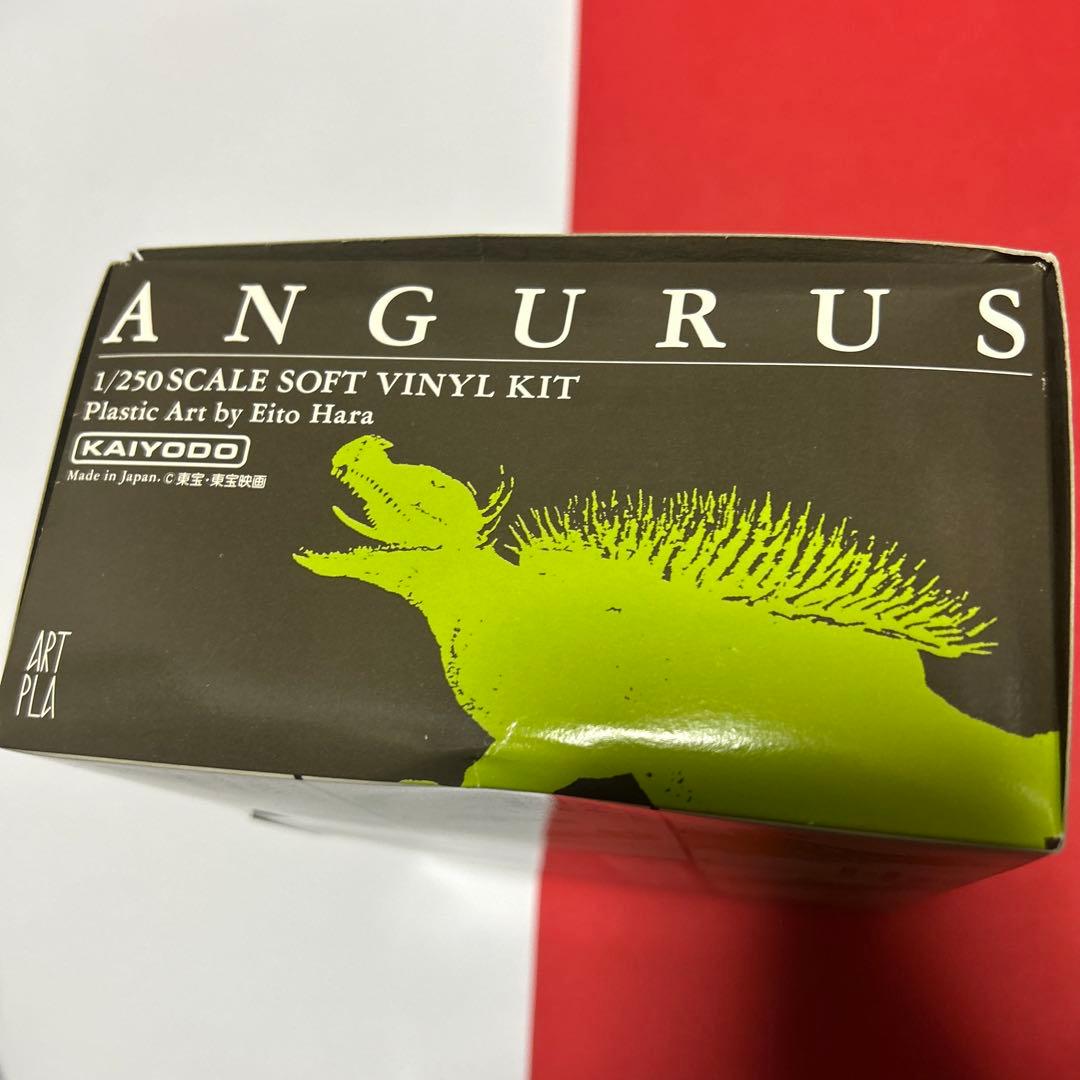 ANGURUS
1/250 SCALE SOFT VINYL KIT
Plastic Art by Eito Hara
KAIYODO
Made in Japan. © 東宝・東宝映画
ART
PLA